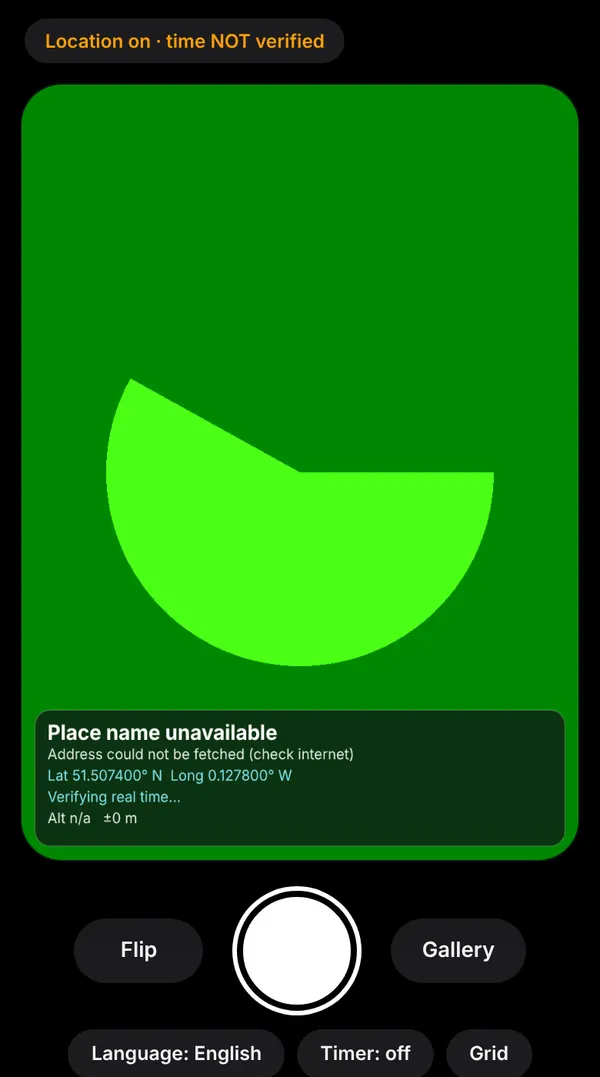 Location on · time NOT verified
Place name unavailable
Address could not be fetched (check internet)
Lat 51.507400° N  Long 0.127800° W
Verifying real time...
Alt n/a   ±0 m
Flip
Gallery
Language: English
Timer: off
Grid